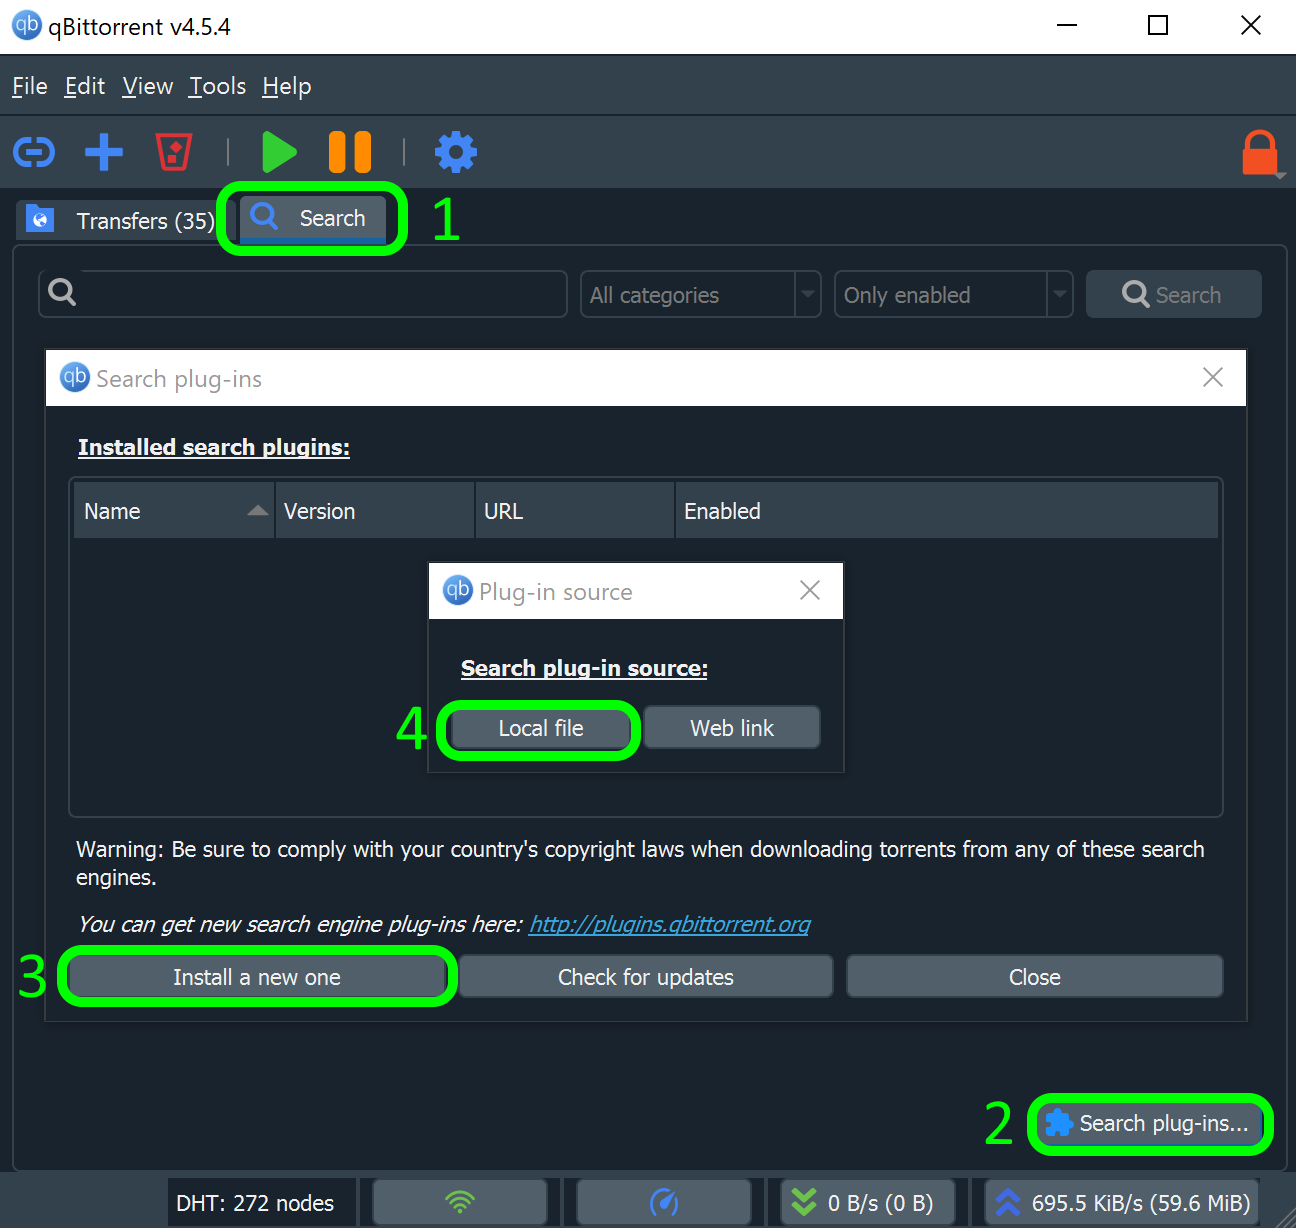 qb qBittorrent v4.5.4
File Edit View Tools Help
Transfers (35) Search 1
All categories Only enabled Search
qb Search plug-ins
Installed search plugins:
Name Version URL Enabled
qb Plug-in source
Search plug-in source:
4 Local file Web link
Warning: Be sure to comply with your country's copyright laws when downloading torrents from any of these search
engines.
You can get new search engine plug-ins here: http://plugins.qbittorrent.org
3 Install a new one Check for updates Close
2 Search plug-ins...
DHT: 272 nodes 0 B/s (0 B) 695.5 KiB/s (59.6 MiB)